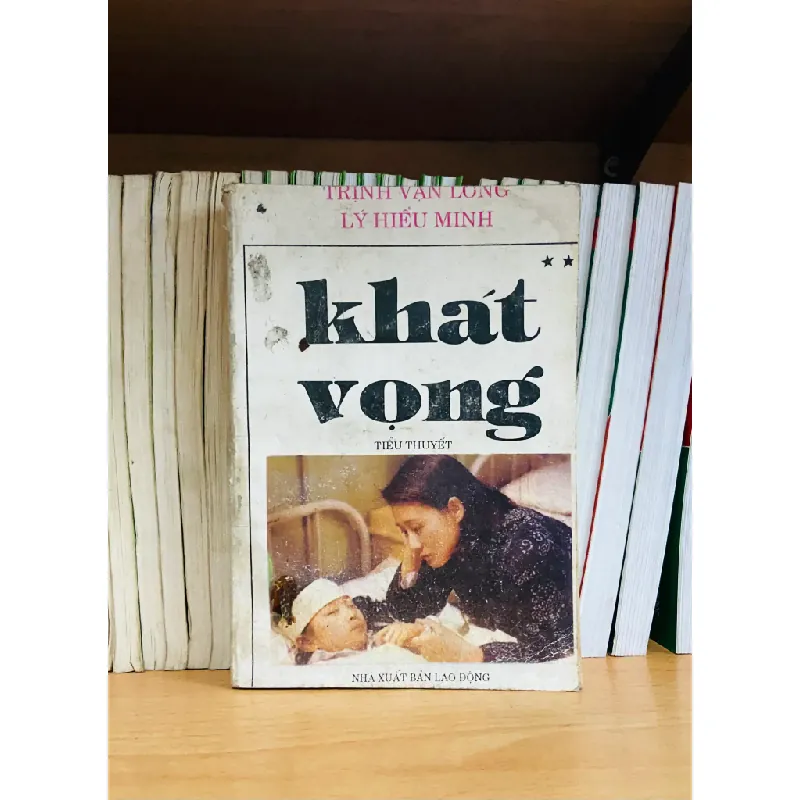 TRỊNH VẠN LONG
LÝ HIỂU MINH
khát
vọng
TIỂU THUYẾT
NHÀ XUẤT BẢN LAO ĐỘNG